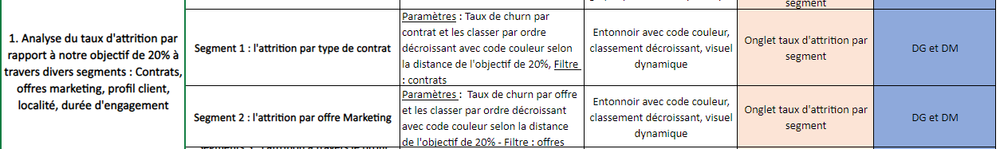 segment
1. Analyse du taux d'attrition par
rapport à notre objectif de 20% à
travers divers segments : Contrats,
offres marketing, profil client,
localité, durée d'engagement
Segment 1 : l'attrition par type de contrat
Paramètres : Taux de churn par
contrat et les classer par ordre
décroissant avec code couleur selon
la distance de l'objectif de 20%, Filtre
: contrats
Entonnoir avec code couleur,
classement décroissant, visuel
dynamique
Onglet taux d'attrition par
segment
DG et DM
Segment 2 : l'attrition par offre Marketing
Paramètres :  Taux de churn par offre
et les classer par ordre décroissant
avec code couleur selon la distance
de l'objectif de 20% - Filtre : offres
Entonnoir avec code couleur,
classement décroissant, visuel
dynamique
Onglet taux d'attrition par
segment
DG et DM